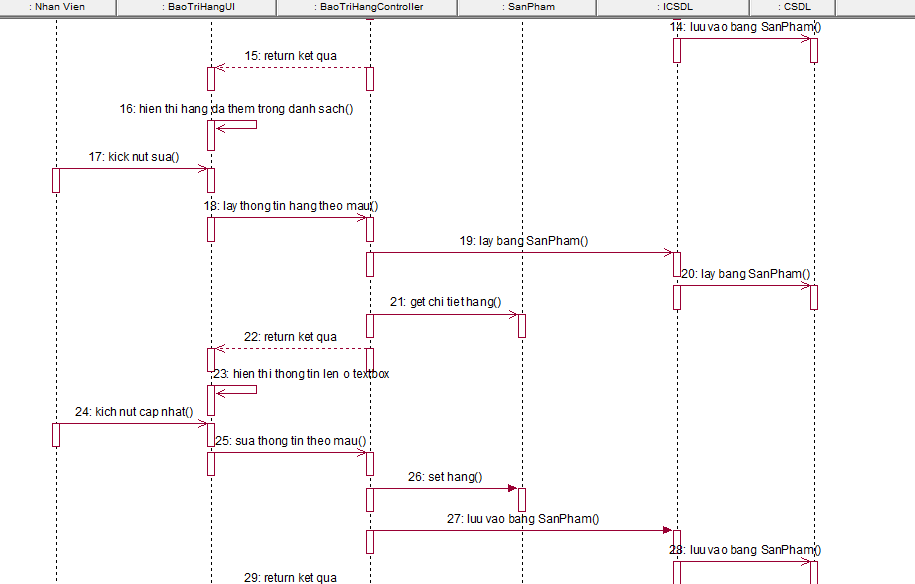 : Nhan Vien
: BaoTriHangUI
: BaoTriHangController
: SanPham
: ICSDL
: CSDL
14: luu vao bang SanPham()
15: return ket qua
16: hien thi hang da them trong danh sach()
17: kick nut sua()
18: lay thong tin hang theo mau()
19: lay bang SanPham()
20: lay bang SanPham()
21: get chi tiet hang()
22: return ket qua
23: hien thi thong tin len o textbox
24: kich nut cap nhat()
25: sua thong tin theo mau()
26: set hang()
27: luu vao bang SanPham()
28: luu vao bang SanPham()
29: return ket qua